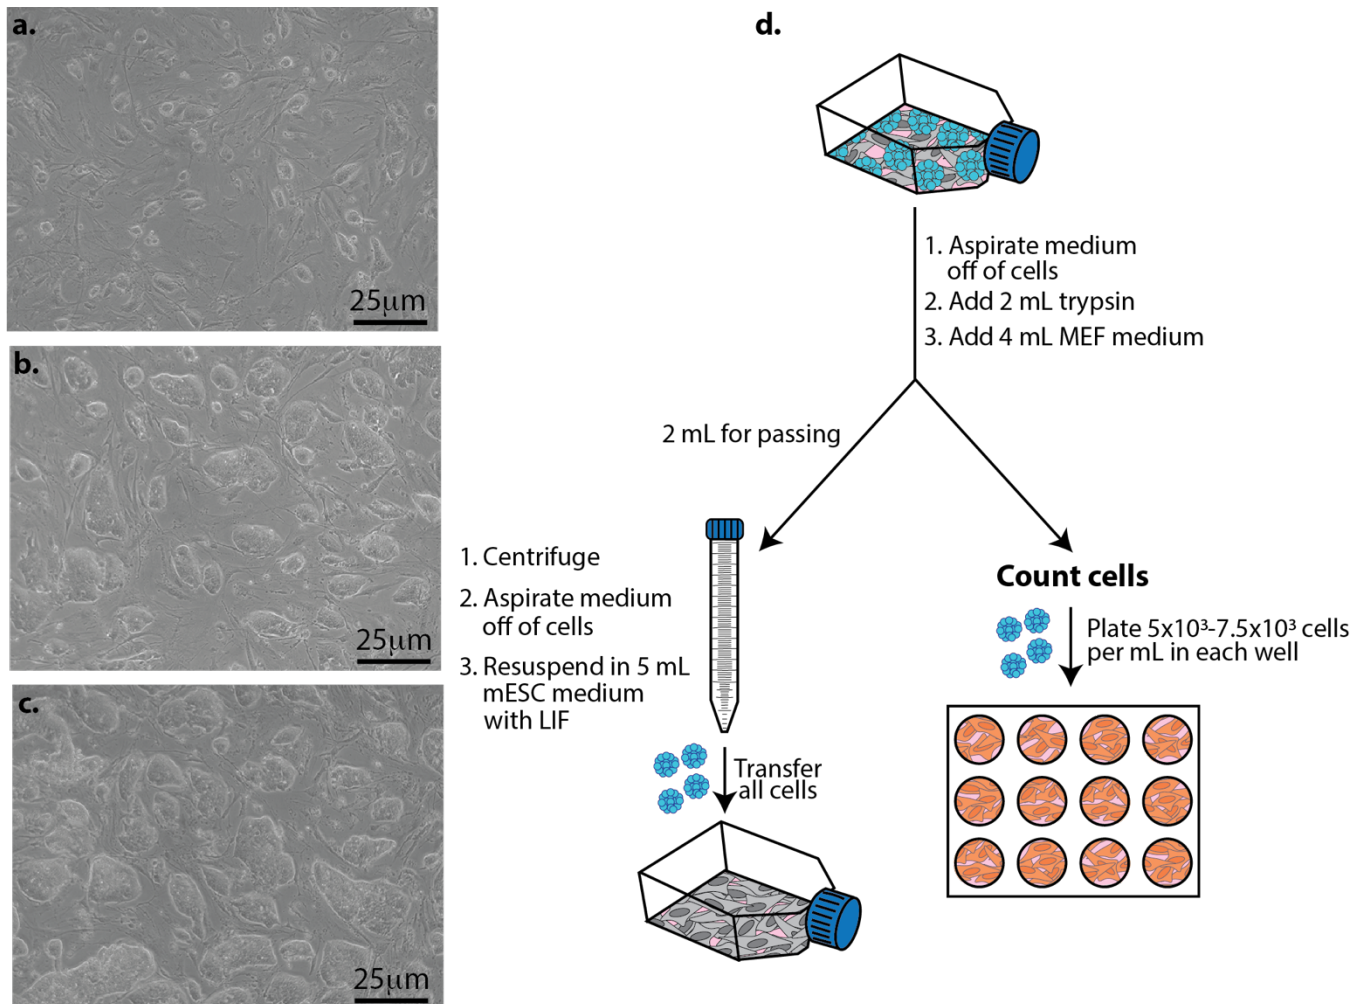 a.
25µm
b.
25µm
c.
25µm
d.
1. Aspirate medium
off of cells
2. Add 2 mL trypsin
3. Add 4 mL MEF medium
2 mL for passing
1. Centrifuge
2. Aspirate medium
off of cells
3. Resuspend in 5 mL
mESC medium
with LIF
Transfer
all cells
Count cells
Plate 5x10³-7.5x10³ cells
per mL in each well